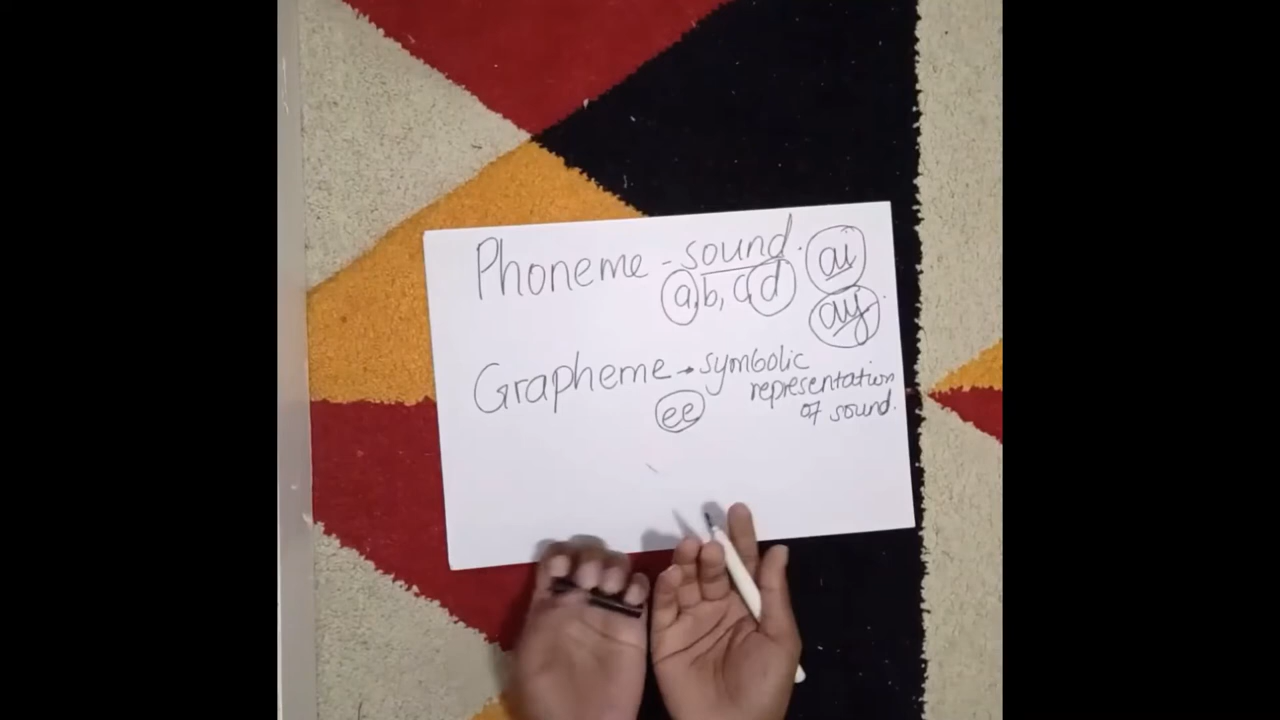 Phoneme - sound.
a, b, c, d
ai
ay
Grapheme → symbolic
representation
of sound.
ee